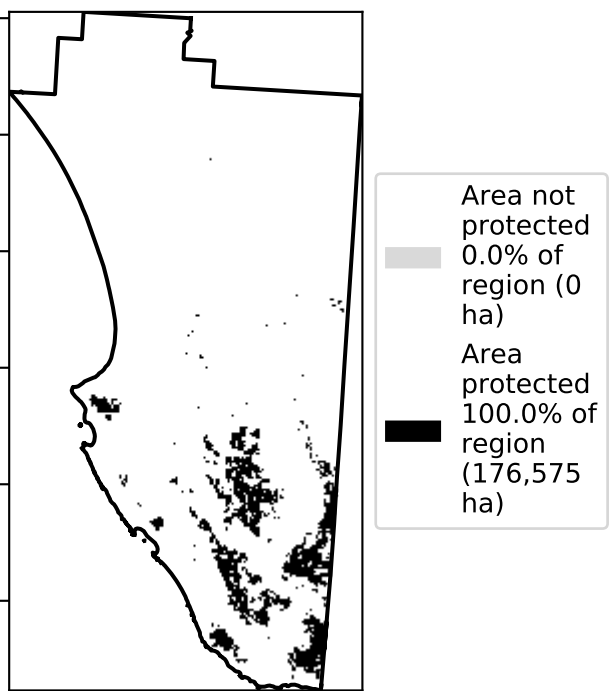 Area not
protected
0.0% of
region (0
ha)
Area
protected
100.0% of
region
(176,575
ha)